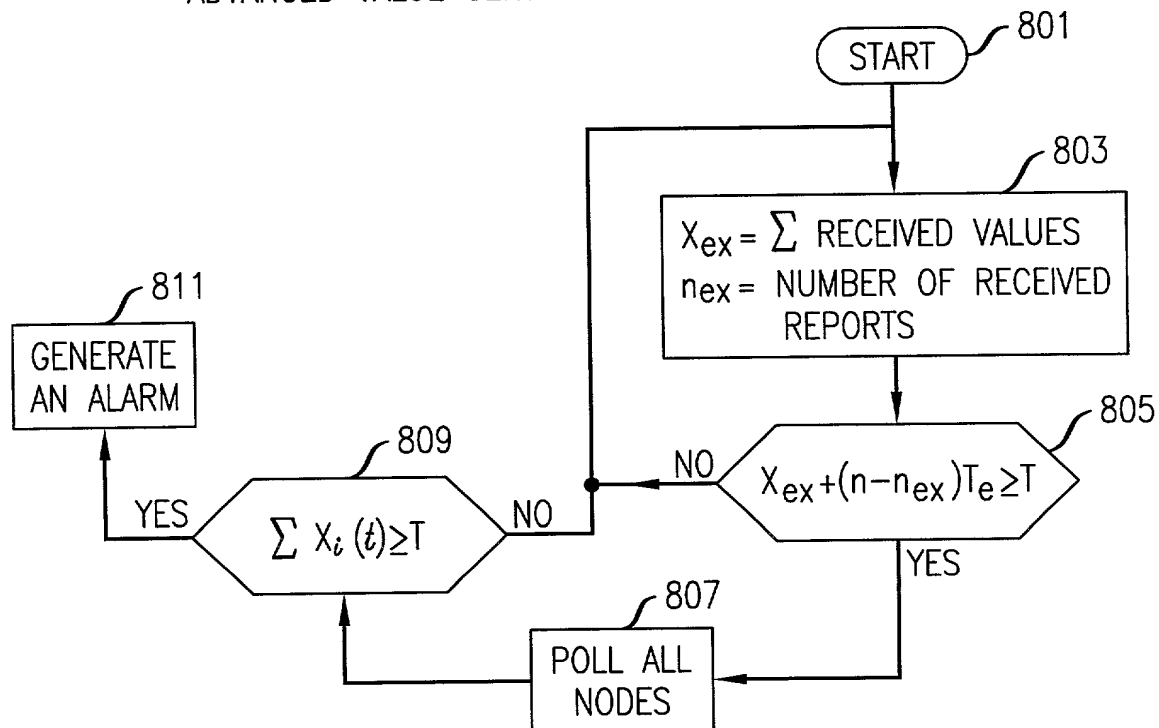 801
START
803
X_ex = Σ RECEIVED VALUES
n_ex = NUMBER OF RECEIVED
REPORTS
811
GENERATE
AN ALARM
805
X_ex+(n-n_ex)T_e≥T
NO
YES
809
Σ X_i (t)≥T
YES
NO
807
POLL ALL
NODES